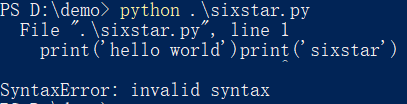 PS D:\demo> python .\sixstar.py
File ".\sixstar.py", line 1
print('hello world')print('sixstar')
^
SyntaxError: invalid syntax